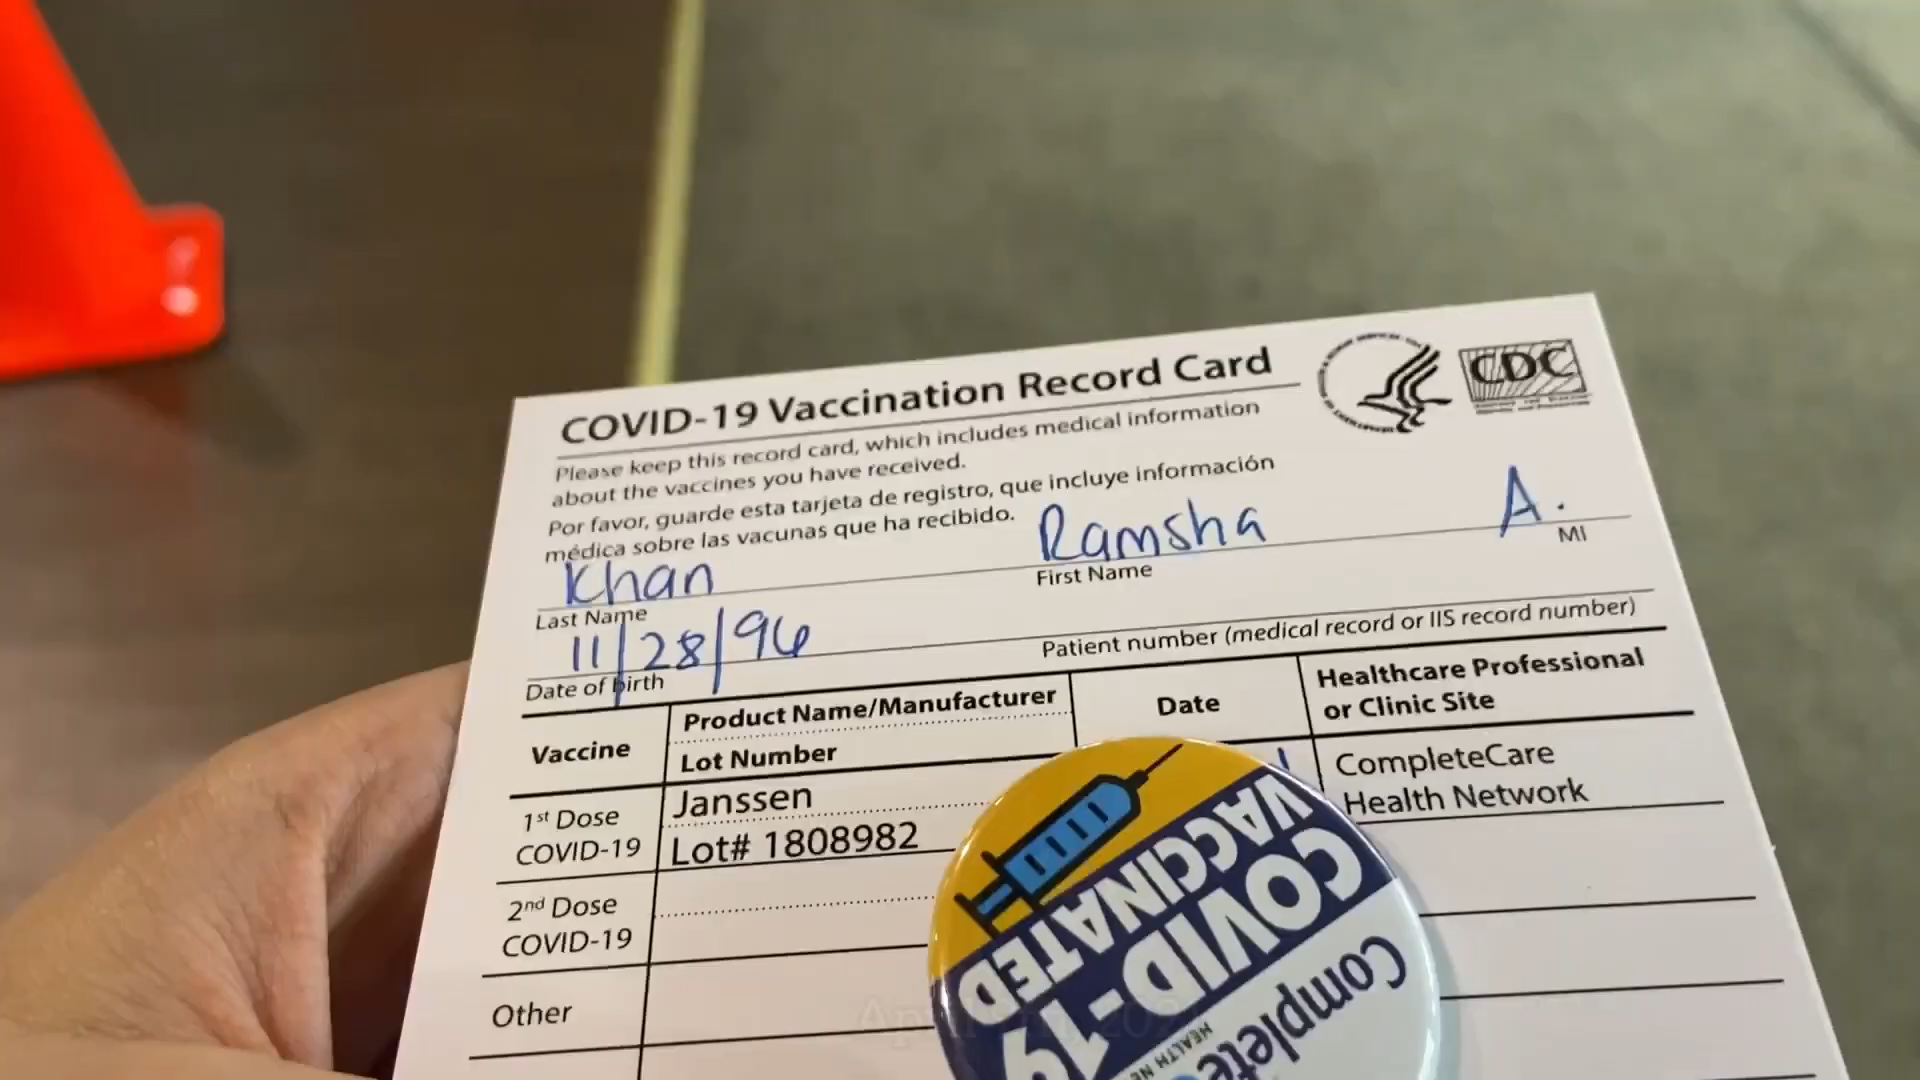 COVID-19 Vaccination Record Card
CDC
Please keep this record card, which includes medical information
about the vaccines you have received.
Por favor, guarde esta tarjeta de registro, que incluye información
médica sobre las vacunas que ha recibido.
Khan
Ramsha
A.
Last Name
First Name
MI
11/28/96
Date of birth
Patient number (medical record or IIS record number)
Vaccine
Product Name/Manufacturer
Lot Number
Date
Healthcare Professional
or Clinic Site
1st Dose
COVID-19
Janssen
Lot# 1808982
CompleteCare
Health Network
2nd Dose
COVID-19
Other
Complete
COVID-19
VACCINATED